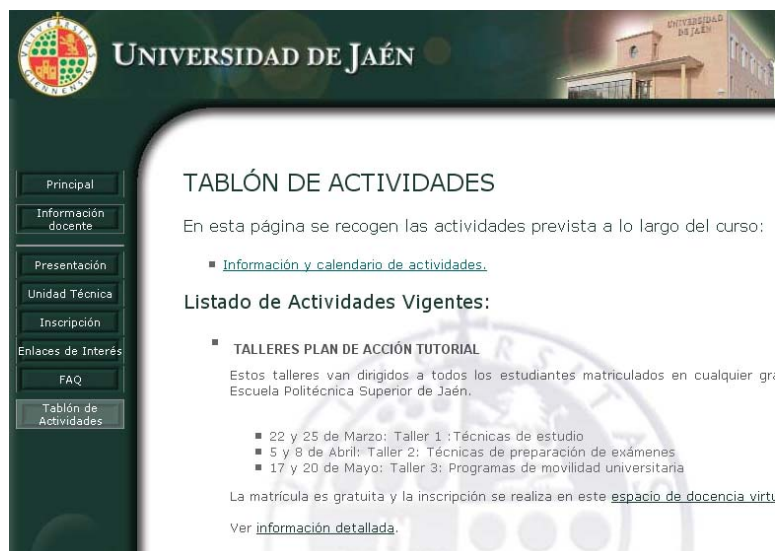 UNIVERSIDAD DE JAÉN
UNIVERSIDAD
DE JAÉN
Principal
Información
docente
Presentación
Unidad Técnica
Inscripción
Enlaces de Interés
FAQ
Tablón de
Actividades
TABLÓN DE ACTIVIDADES
En esta página se recogen las actividades prevista a lo largo del curso:
Información y calendario de actividades.
Listado de Actividades Vigentes:
TALLERES PLAN DE ACCIÓN TUTORIAL
Estos talleres van dirigidos a todos los estudiantes matriculados en cualquier gra
Escuela Politécnica Superior de Jaén.
22 y 25 de Marzo: Taller 1 :Técnicas de estudio
5 y 8 de Abril: Taller 2: Técnicas de preparación de exámenes
17 y 20 de Mayo: Taller 3: Programas de movilidad universitaria
La matrícula es gratuita y la inscripción se realiza en este espacio de docencia virtu
Ver información detallada.